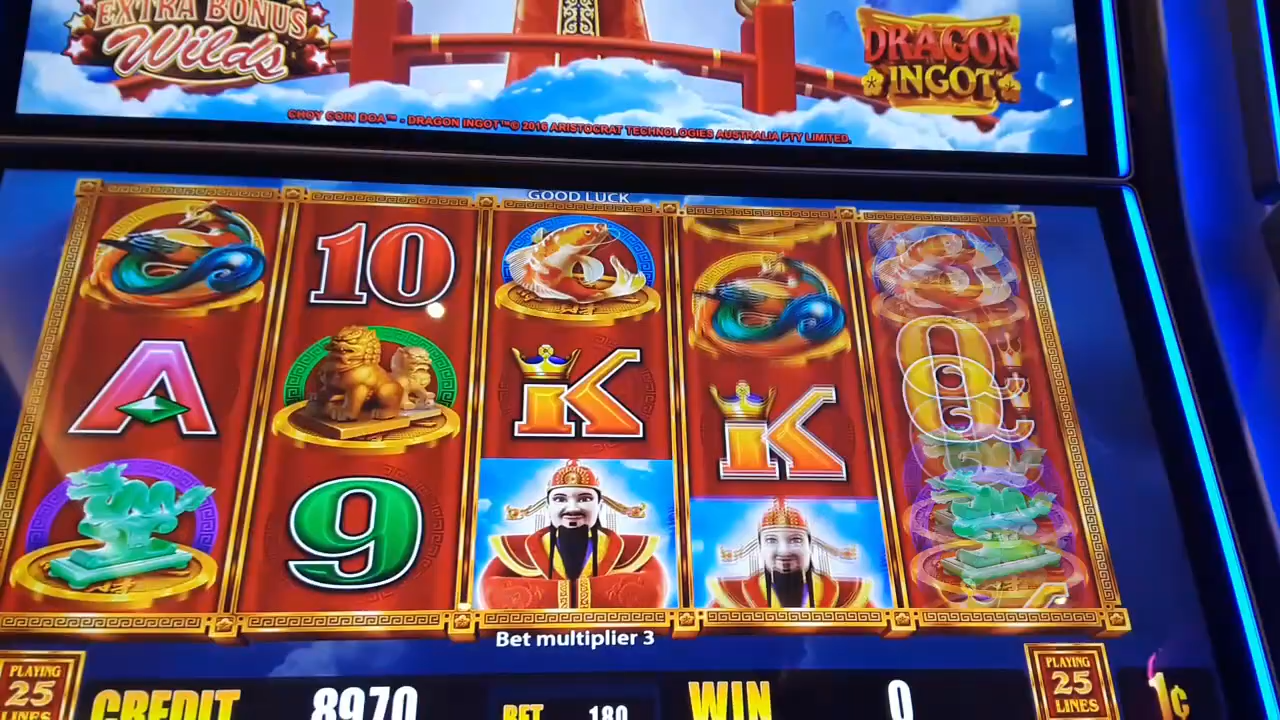 EXTRA BONUS
Wilds
DRAGON
INGOT
CHOY COIN DOA™ - DRAGON INGOT™© 2016 ARISTOCRAT TECHNOLOGIES AUSTRALIA PTY LIMITED.
GOOD LUCK
10
Q
A
K
K
9
Bet multiplier 3
PLAYING
25
LINES
CREDIT 8970
BET 180
WIN 0
PLAYING
25
LINES
1¢